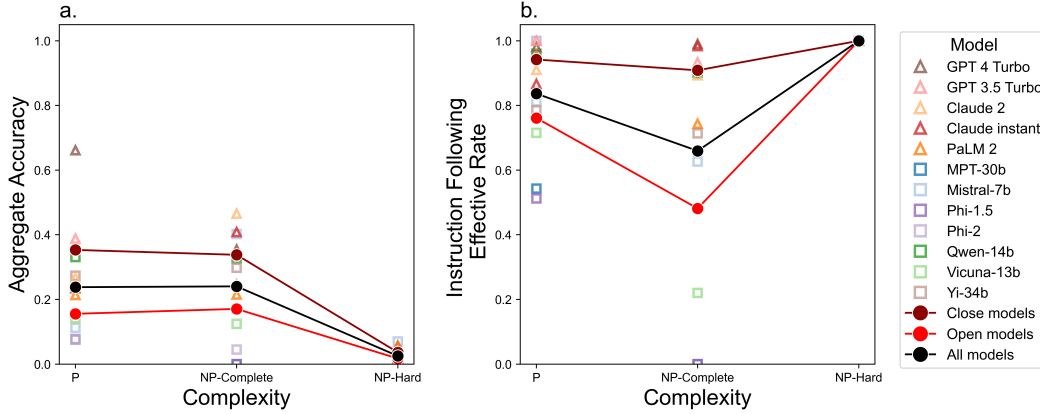 a.
1.0
0.8
0.6
0.4
0.2
0.0
Aggregate Accuracy
P
NP-Complete
NP-Hard
Complexity
b.
1.0
0.8
0.6
0.4
0.2
0.0
Instruction Following
Effective Rate
P
NP-Complete
NP-Hard
Complexity
Model
GPT 4 Turbo
GPT 3.5 Turbo
Claude 2
Claude instant
PaLM 2
MPT-30b
Mistral-7b
Phi-1.5
Phi-2
Qwen-14b
Vicuna-13b
Yi-34b
Close models
Open models
All models